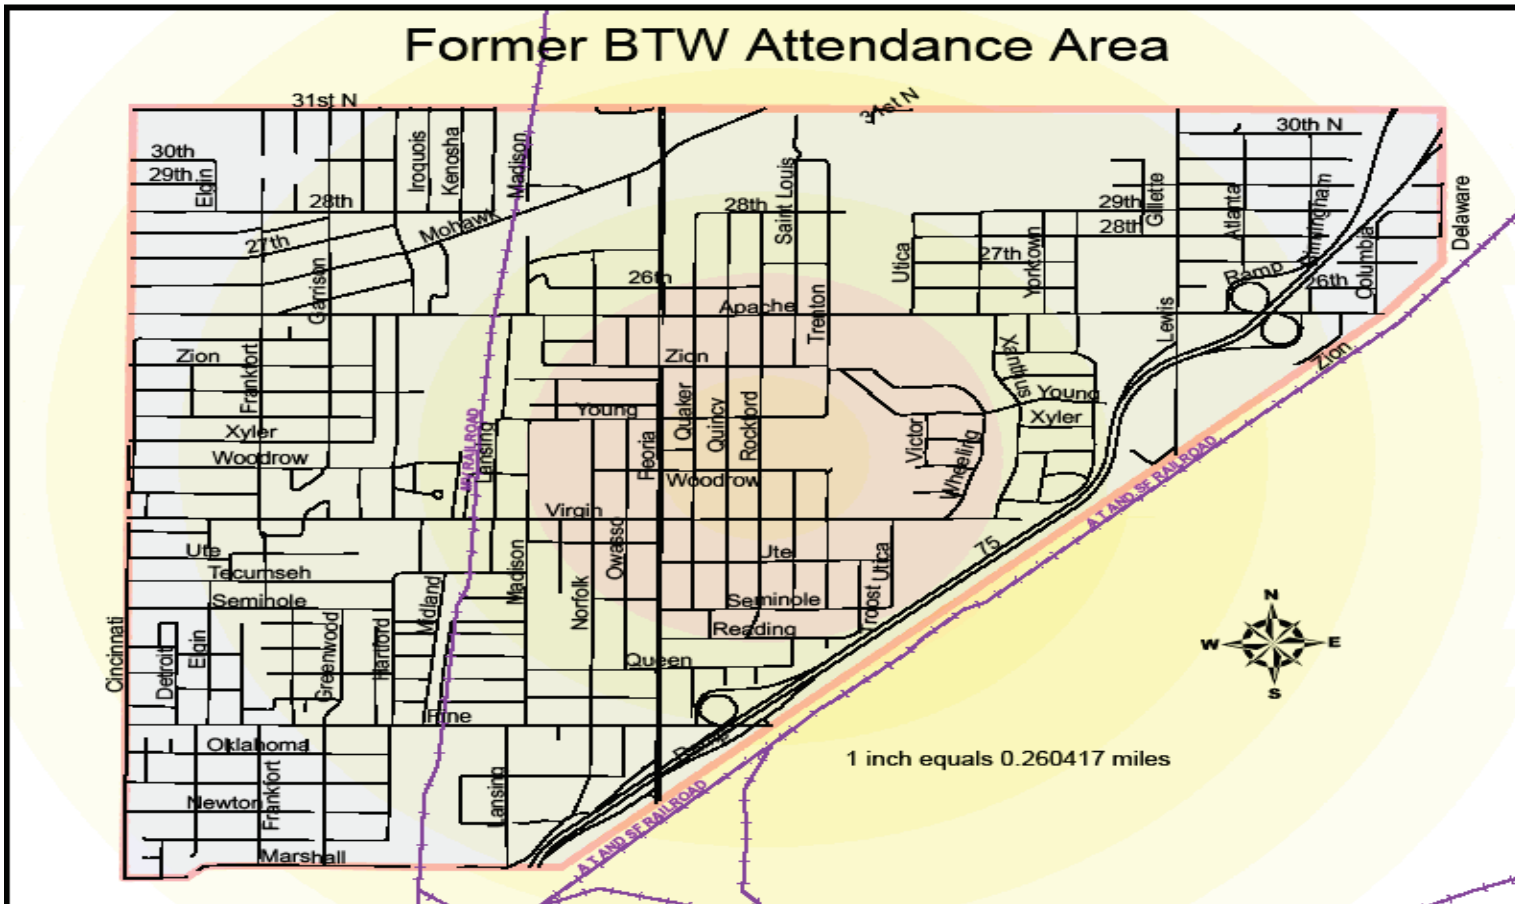 Former BTW Attendance Area
31st N
31st N
30th N
30th
29th
Elgin
Iroquois
Kenosha
Madison
Saint Louis
Gillette
Atlanta
Birmingham
Delaware
28th
Mohawk
28th
29th
28th
27th
27th
Utica
Yorktown
Columbia
Garrison
26th
Ramp
26th
Apache
Trenton
Lewis
Zion
Frankfort
Zion
Xanthus
Zion
Young
Quaker
Quincy
Rockford
Young
Xyler
Xyler
Woodrow
Lansing
RAILROAD
Peoria
Woodrow
Victor
Wheeling
A T AND SF RAILROAD
Virgin
Owasso
Ute
Ute
Utica
75
Tecumseh
Madison
Midland
Norfolk
Seminole
Seminole
Troost
Reading
Cincinnati
Detroit
Elgin
Greenwood
Hartford
Queen
N
W
E
S
Pine
Oklahoma
Ramp
1 inch equals 0.260417 miles
Newton
Frankfort
Lansing
A T AND SF RAILROAD
Marshall